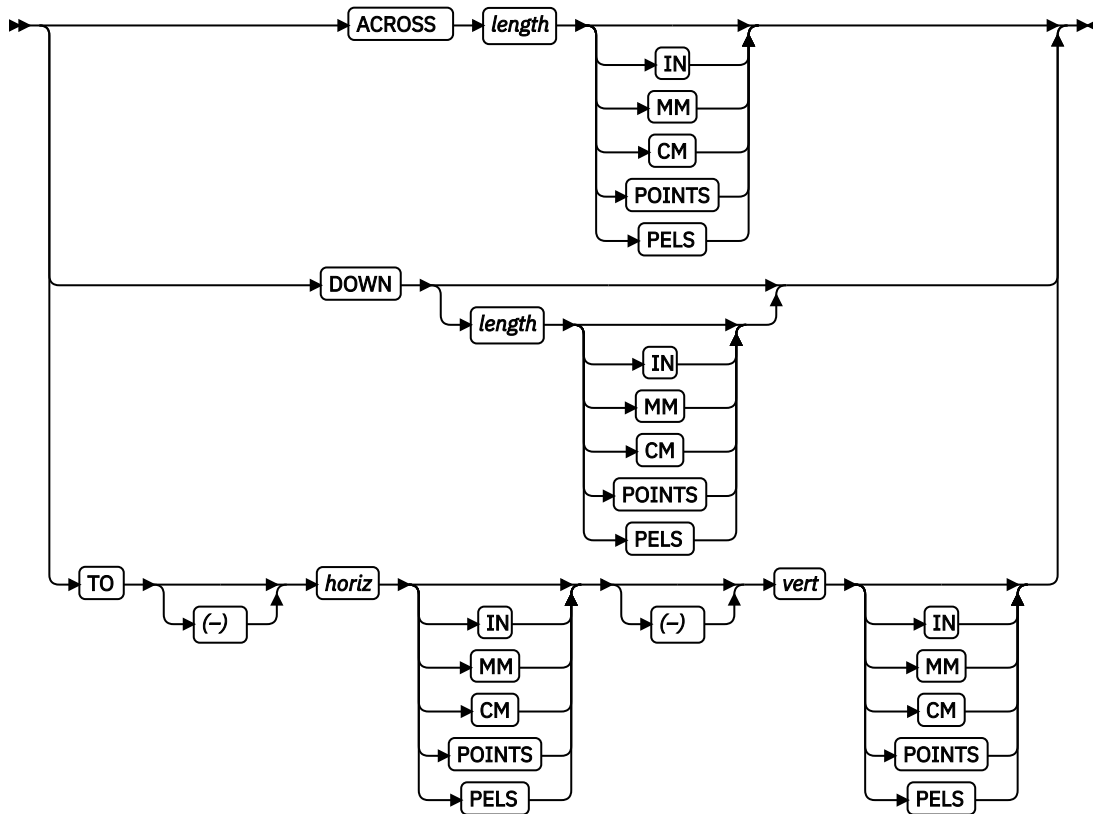 ACROSS length
IN
MM
CM
POINTS
PELS
DOWN
length
IN
MM
CM
POINTS
PELS
TO horiz vert
(–) (–)
IN IN
MM MM
CM CM
POINTS POINTS
PELS PELS